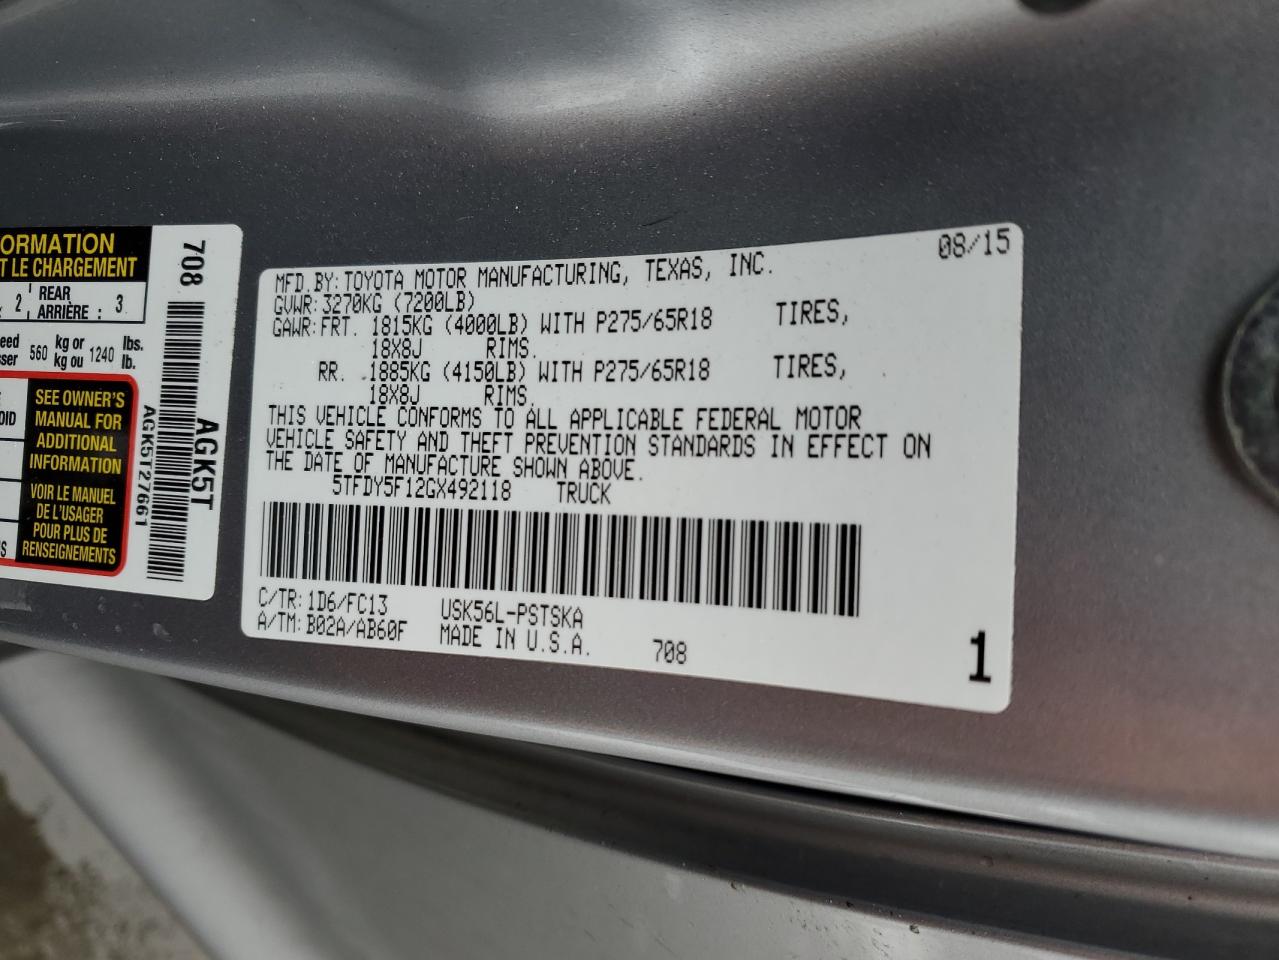 ORMATION
T LE CHARGEMENT
2 , REAR ARRIÈRE : 3
560 kg or kg ou 1240 lbs. lb.
SEE OWNER'S
MANUAL FOR
ADDITIONAL
INFORMATION
VOIR LE MANUEL
DE L'USAGER
POUR PLUS DE
RENSEIGNEMENTS
708
AGK5T
AGK5T27661
08/15
MFD.BY:TOYOTA MOTOR MANUFACTURING, TEXAS, INC.
GVWR:3270KG (7200LB)
GAWR:FRT. 1815KG (4000LB) WITH P275/65R18 TIRES,
18X8J RIMS.
RR. 1885KG (4150LB) WITH P275/65R18 TIRES,
18X8J RIMS.
THIS VEHICLE CONFORMS TO ALL APPLICABLE FEDERAL MOTOR
VEHICLE SAFETY AND THEFT PREVENTION STANDARDS IN EFFECT ON
THE DATE OF MANUFACTURE SHOWN ABOVE.
5TFDY5F12GX492118 TRUCK
C/TR:1D6/FC13 USK56L-PSTSKA
A/TM:B02A/AB60F MADE IN U.S.A. 708
1